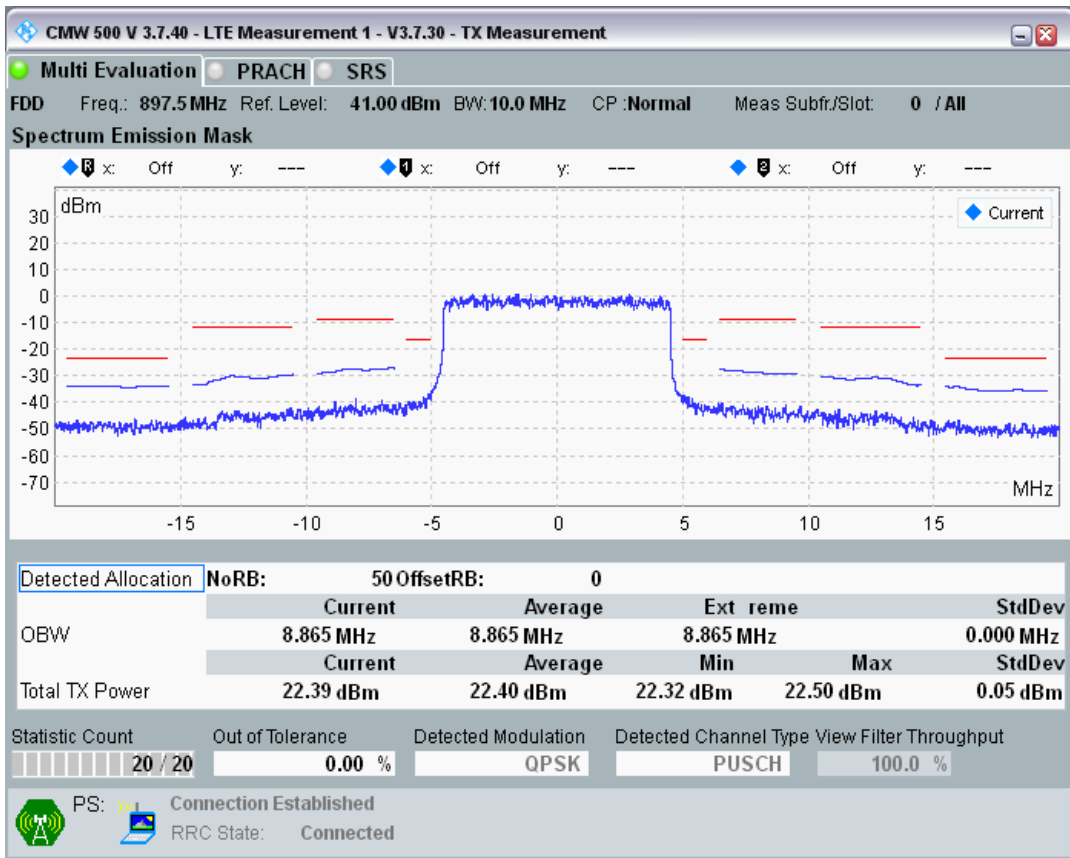 CMW 500 V 3.7.40 - LTE Measurement 1 - V3.7.30 - TX Measurement
Multi Evaluation PRACH SRS
FDD Freq.: 897.5 MHz Ref. Level: 41.00 dBm BW: 10.0 MHz CP :Normal Meas Subfr./Slot: 0 / All
Spectrum Emission Mask
R x: Off y: --- 1 x: Off y: --- 2 x: Off y: ---
dBm
Current
30
20
10
0
-10
-20
-30
-40
-50
-60
-70
MHz
-15 -10 -5 0 5 10 15
Detected Allocation NoRB: 50 OffsetRB: 0
Current Average Ext reme StdDev
OBW 8.865 MHz 8.865 MHz 8.865 MHz 0.000 MHz
Current Average Min Max StdDev
Total TX Power 22.39 dBm 22.40 dBm 22.32 dBm 22.50 dBm 0.05 dBm
Statistic Count Out of Tolerance Detected Modulation Detected Channel Type View Filter Throughput
20 / 20 0.00 % QPSK PUSCH 100.0 %
PS: Connection Established
RRC State: Connected